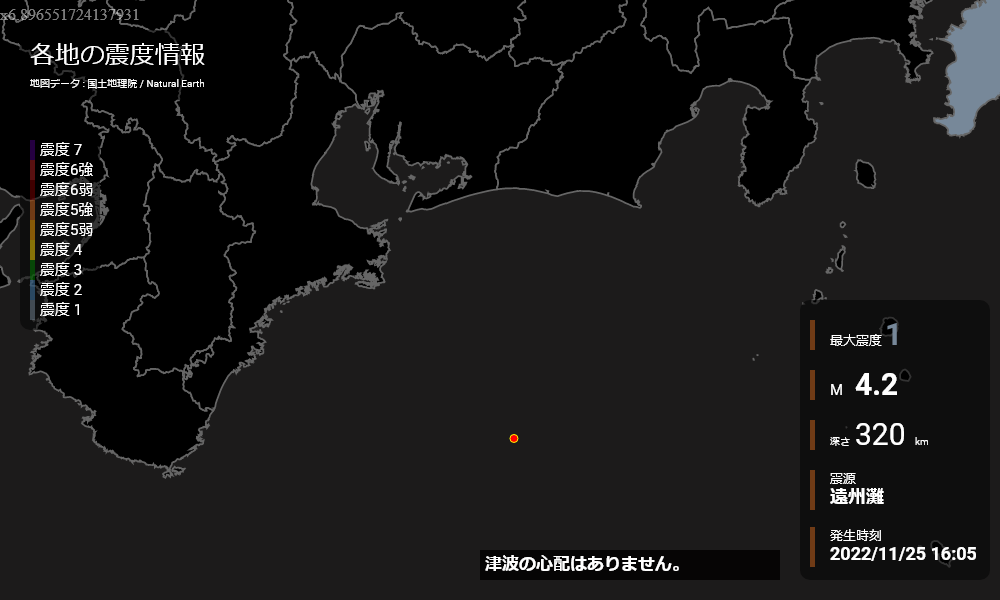 x6.896551724137931
各地の震度情報
地図データ : 国土地理院 / Natural Earth
震度 7
震度6強
震度6弱
震度5強
震度5弱
震度 4
震度 3
震度 2
震度 1
最大震度 1
M 4.2
深さ 320 km
震源
遠州灘
発生時刻
2022/11/25 16:05
津波の心配はありません。